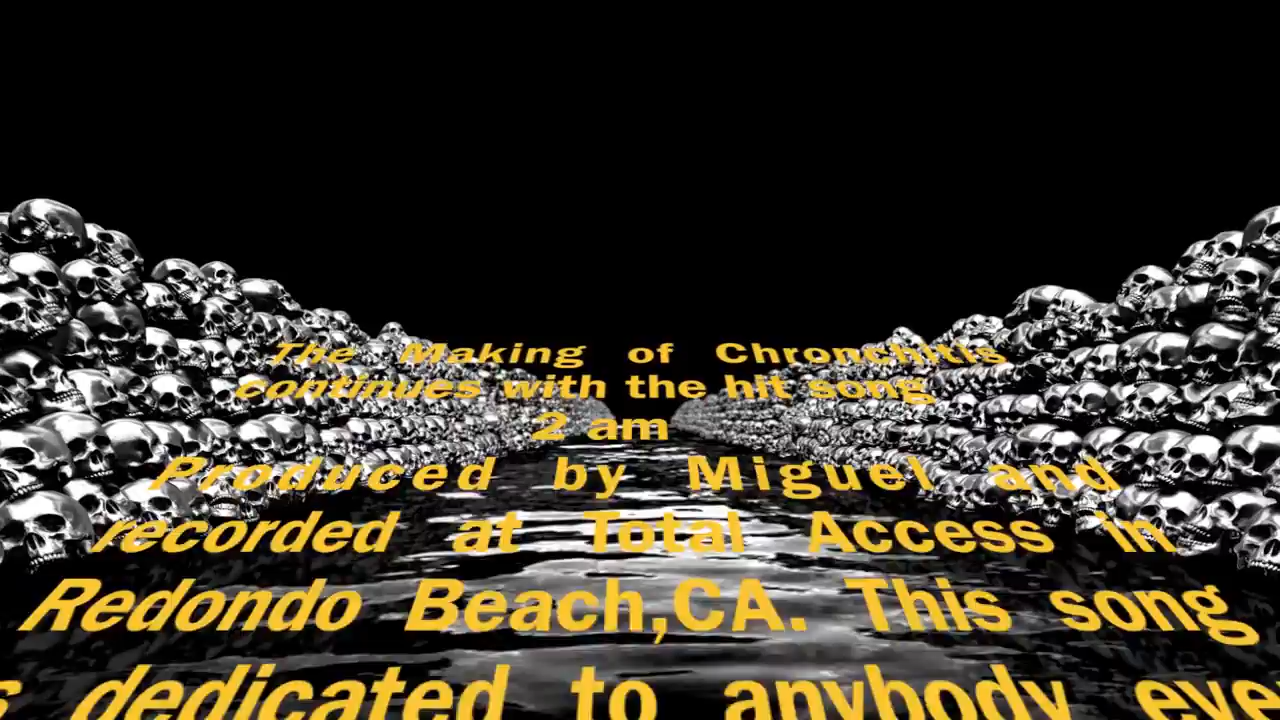 The Making of Chronchitis
continues with the hit song
2 am
Produced by Miguel and
recorded at Total Access in
Redondo Beach,CA. This song
dedicated to anybody